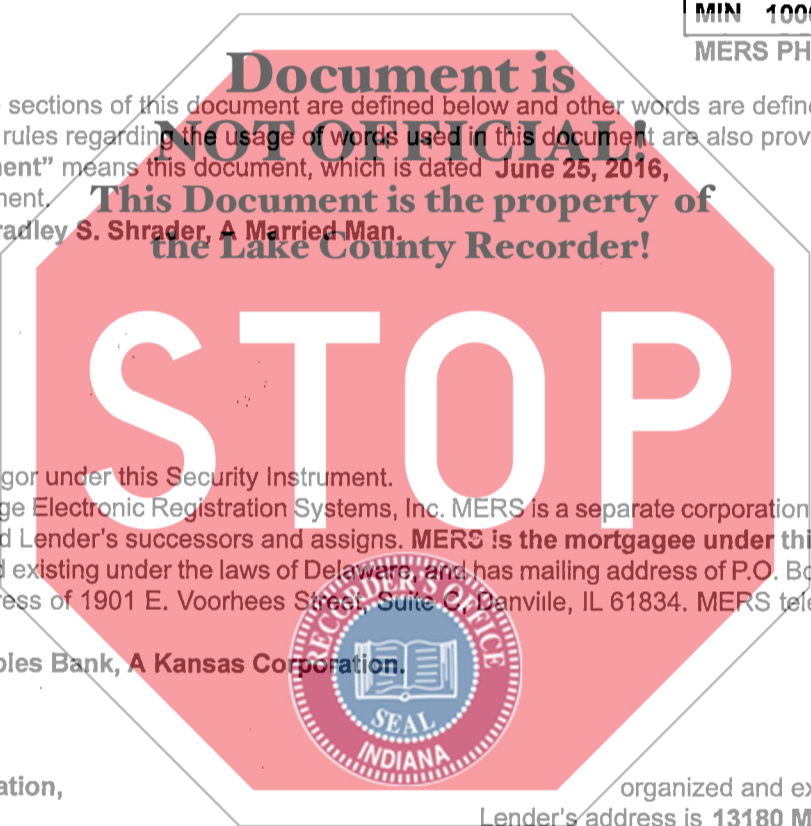 MIN 100
MERS PH
Document is
sections of this document are defined below and other words are define
NOT OFFICIAL!
rules regarding the usage of words used in this document are also prov
ent” means this document, which is dated June 25, 2016,
ment.
This Document is the property of
radley S. Shrader, A Married Man.
the Lake County Recorder!
STOP
gor under this Security Instrument.
ge Electronic Registration Systems, Inc. MERS is a separate corporation
d Lender's successors and assigns. MERS is the mortgagee under thi
d existing under the laws of Delaware, and has mailing address of P.O. Bo
ress of 1901 E. Voorhees Street, Suite C, Danville, IL 61834. MERS tele
RECORDER'S OFFICE
ples Bank, A Kansas Corporation.
SEAL
INDIANA
ation,
organized and ex
Lender's address is 13180 M